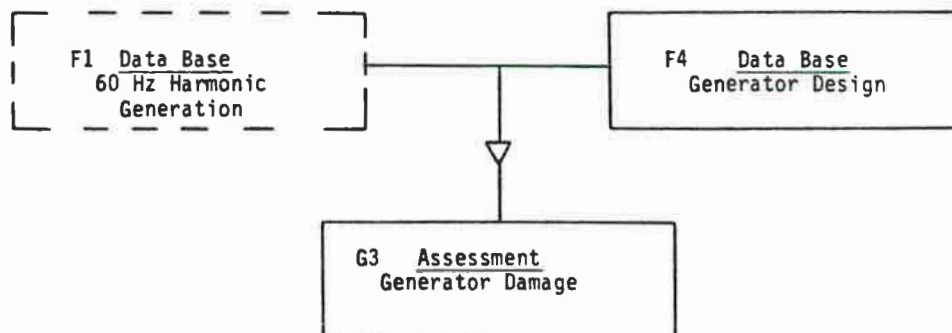 F1 Data Base
60 Hz Harmonic
Generation
F4 Data Base
Generator Design
G3 Assessment
Generator Damage